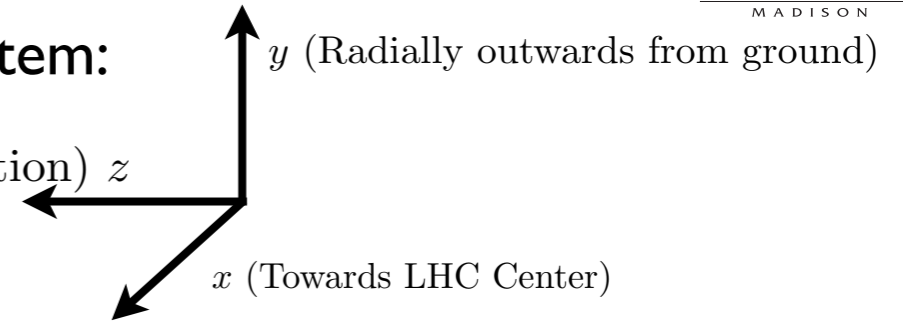 MADISON
tem:
y (Radially outwards from ground)
tion) z
x (Towards LHC Center)